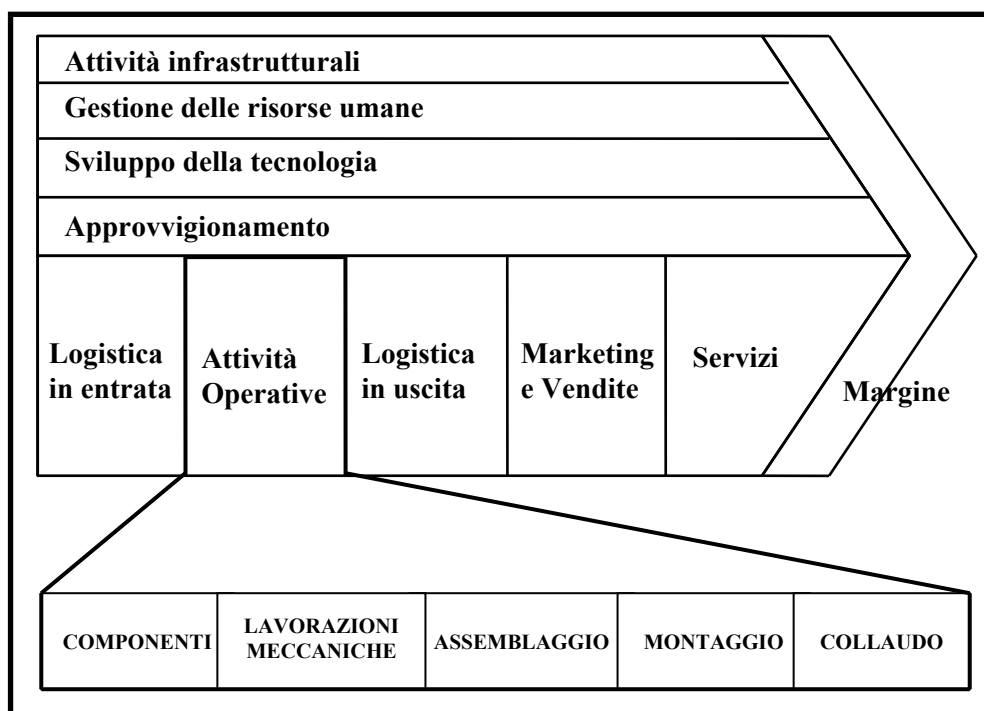 Attività infrastrutturali
Gestione delle risorse umane
Sviluppo della tecnologia
Approvvigionamento
Logistica
in entrata
Attività
Operative
Logistica
in uscita
Marketing
e Vendite
Servizi
Margine
COMPONENTI
LAVORAZIONI
MECCANICHE
ASSEMBLAGGIO
MONTAGGIO
COLLAUDO